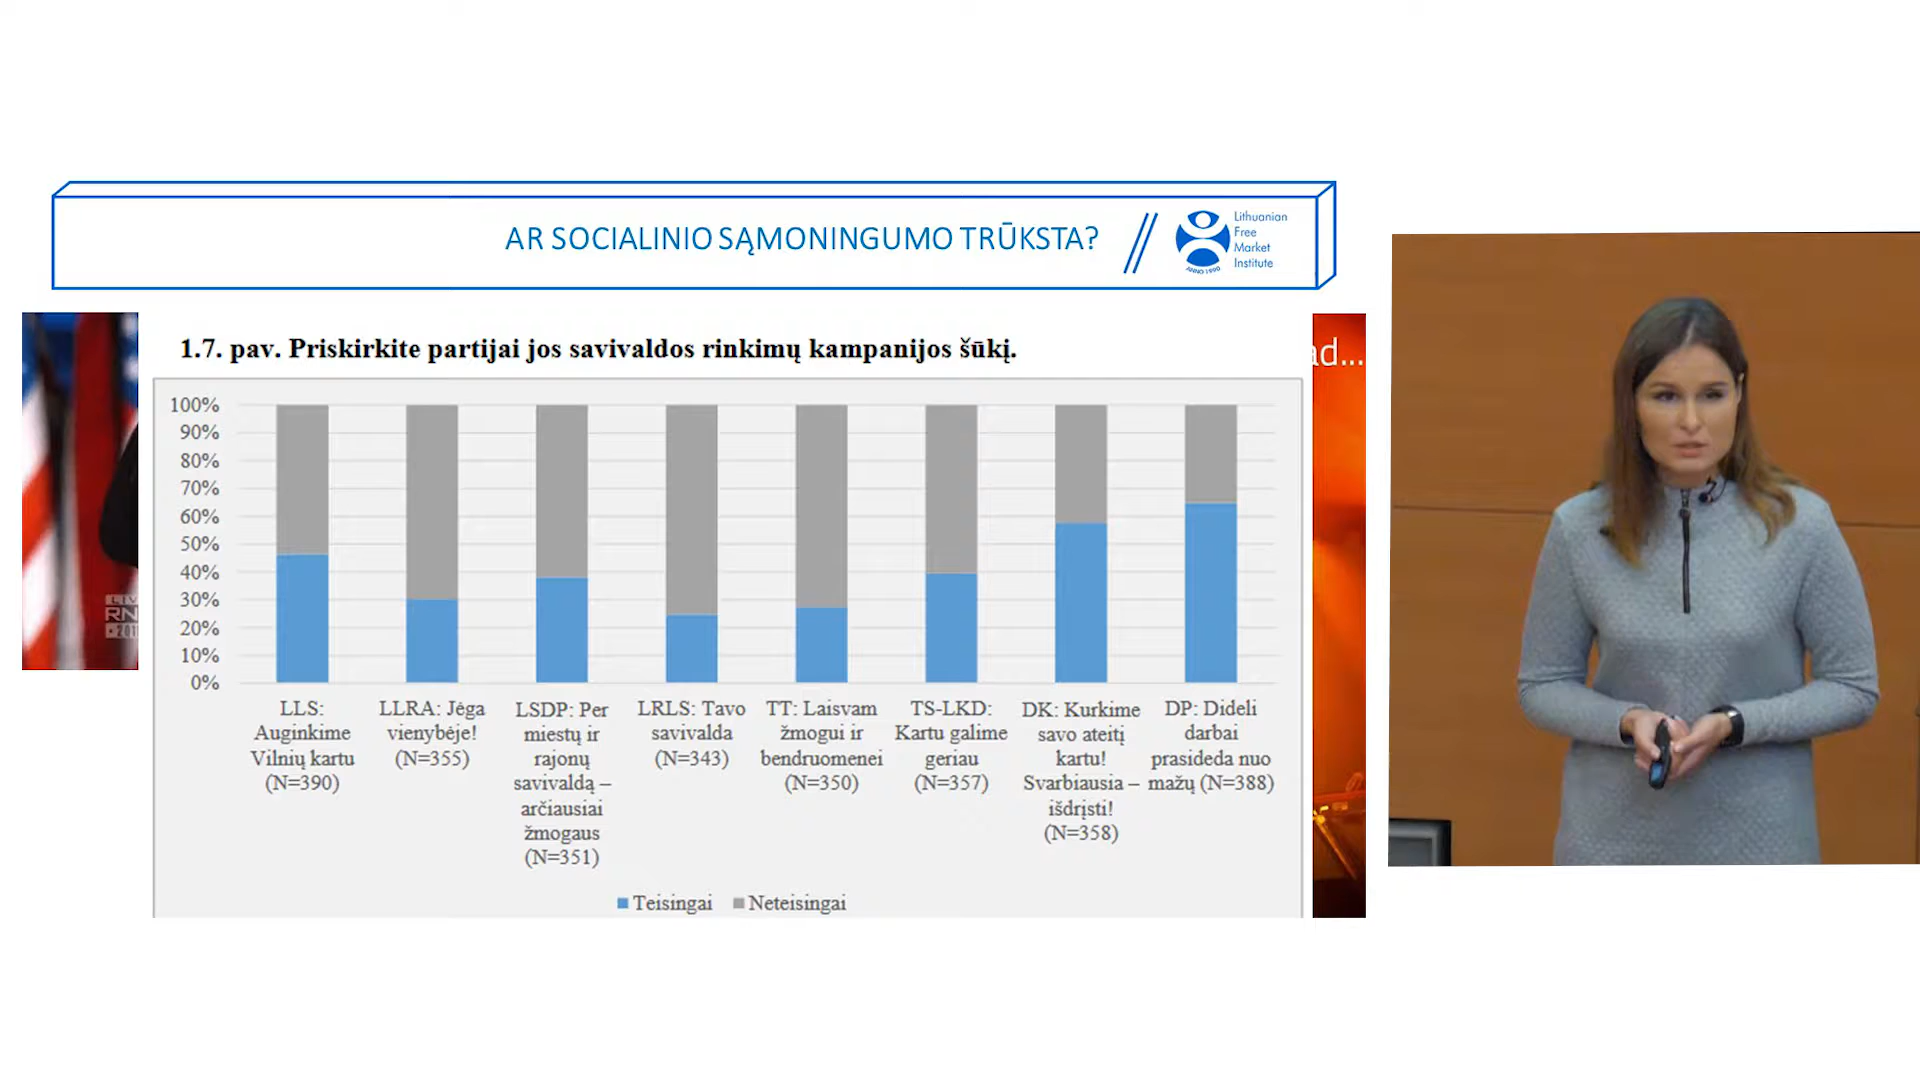 AR SOCIALINIO SĄMONINGUMO TRŪKSTA?
Lithuanian
Free
Market
Institute
ANNO 1990
1.7. pav. Priskirkite partijai jos savivaldos rinkimų kampanijos šūkį.
ad...
100%
90%
80%
70%
60%
50%
40%
30%
20%
10%
0%
LLS:
Auginkime
Vilnių kartu
(N=390)
LLRA: Jėga
vienybėje!
(N=355)
LSDP: Per
miestų ir
rajonų
savivaldą –
arčiausiai
žmogaus
(N=351)
LRLS: Tavo
savivalda
(N=343)
TT: Laisvam
žmogui ir
bendruomenei
(N=350)
TS-LKD:
Kartu galime
geriau
(N=357)
DK: Kurkime
savo ateitį
kartu!
Svarbiausia –
išdrįsti!
(N=358)
DP: Dideli
darbai
prasideda nuo
mažų (N=388)
Teisingai
Neteisingai